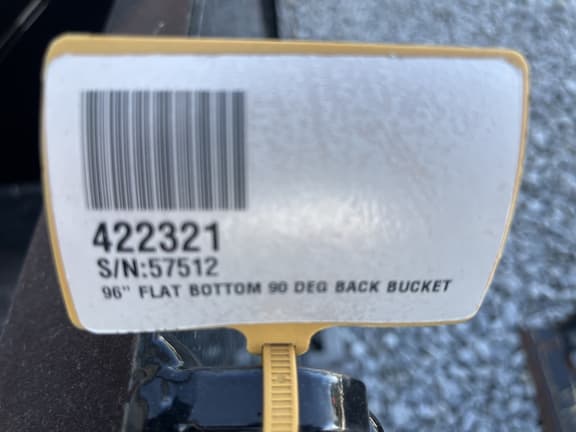 422321
S/N:57512
96" FLAT BOTTOM 90 DEG BACK BUCKET